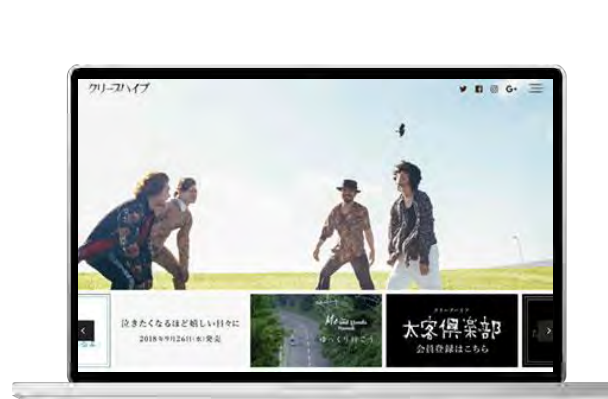 クリープハイプ
G+
泣きたくなるほど嬉しい日々に
2018年9月26日(水)発売
ゆっくり行こう
クリープハイプ
太客倶楽部
会員登録はこちら